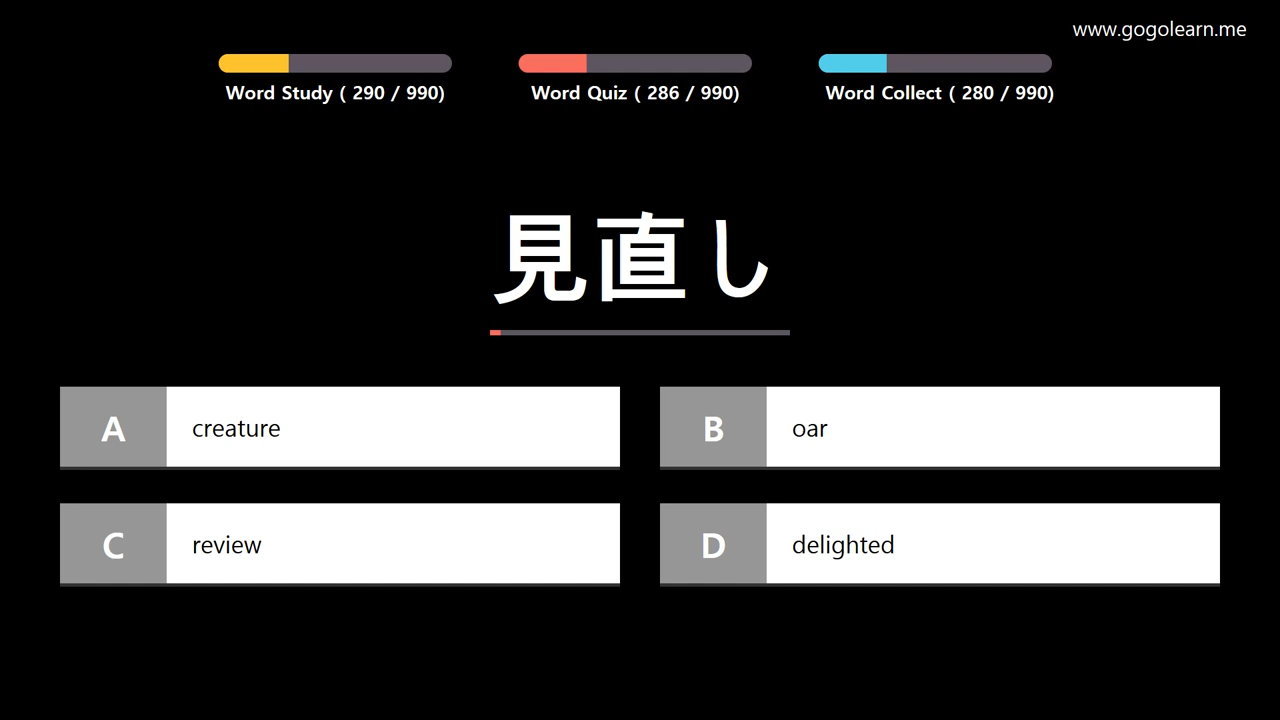 www.gogolearn.me
Word Study ( 290 / 990)
Word Quiz ( 286 / 990)
Word Collect ( 280 / 990)
見直し
A creature
B oar
C review
D delighted